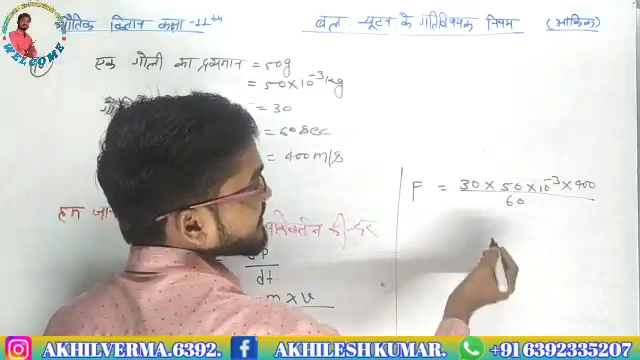 भौतिक विज्ञान कक्षा-11th
बल न्यूटन के गतिविषयक नियम (आंकिक)
WELCOME
एक गोली का द्रव्यमान = 50g
= 50×10⁻³kg
= 30
= 60sec
= 400m/s
हम
परिवर्तन की दर
dt
m×v
F = 30×50×10⁻³×400
60
AKHILVERMA.6392. AKHILESH KUMAR. +91 6392335207